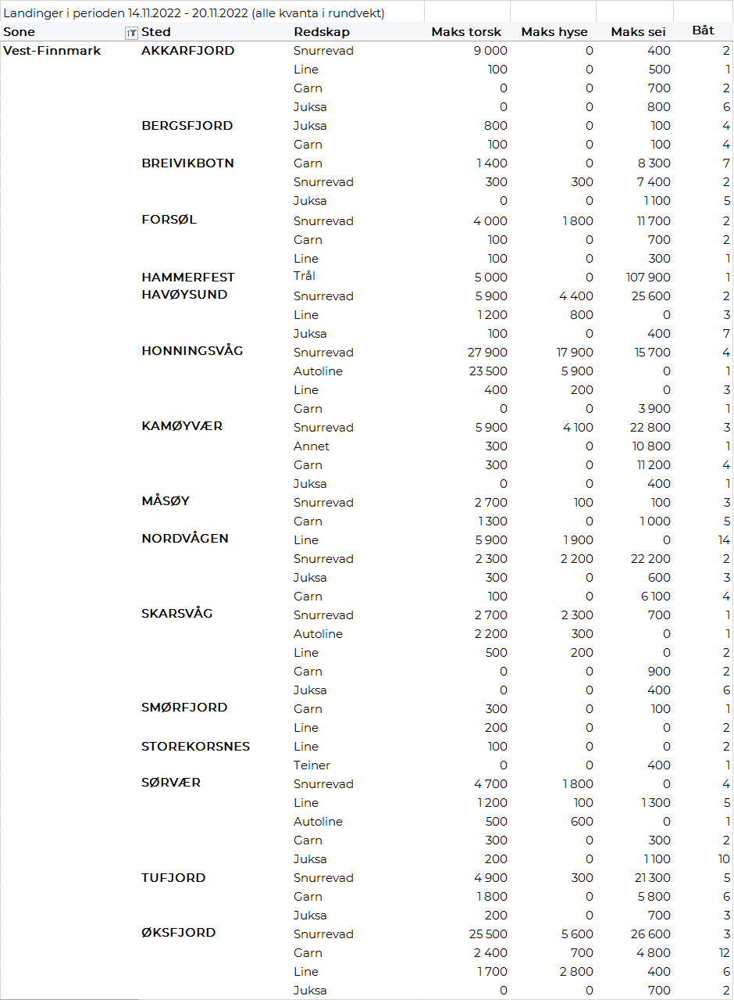 Landinger i perioden 14.11.2022 - 20.11.2022 (alle kvanta i rundvekt)
Sone Sted Redskap Maks torsk Maks hyse Maks sei Båt
Vest-Finnmark AKKARFJORD Snurrevad 9 000 0 400 2
Line 100 0 500 1
Garn 0 0 700 2
Juksa 0 0 800 6
BERGSFJORD Juksa 800 0 100 4
Garn 100 0 100 4
BREIVIKBOTN Garn 1 400 0 8 300 7
Snurrevad 300 300 7 400 2
Juksa 0 0 1 100 5
FORSØL Snurrevad 4 000 1 800 11 700 2
Garn 100 0 700 2
Line 100 0 300 1
HAMMERFEST Trål 5 000 0 107 900 1
HAVØYSUND Snurrevad 5 900 4 400 25 600 2
Line 1 200 800 0 3
Juksa 100 0 400 7
HONNINGSVÅG Snurrevad 27 900 17 900 15 700 4
Autoline 23 500 5 900 0 1
Line 400 200 0 3
Garn 0 0 3 900 1
KAMØYVÆR Snurrevad 5 900 4 100 22 800 3
Annet 300 0 10 800 1
Garn 300 0 11 200 4
Juksa 0 0 400 1
MÅSØY Snurrevad 2 700 100 100 3
Garn 1 300 0 1 000 5
NORDVÅGEN Line 5 900 1 900 0 14
Snurrevad 2 300 2 200 22 200 2
Juksa 300 0 600 3
Garn 100 0 6 100 4
SKARSVÅG Snurrevad 2 700 2 300 700 1
Autoline 2 200 300 0 1
Line 500 200 0 2
Garn 0 0 900 2
Juksa 0 0 400 6
SMØRFJORD Garn 300 0 100 1
Line 200 0 0 2
STOREKORSNES Line 100 0 0 2
Teiner 0 0 400 1
SØRVÆR Snurrevad 4 700 1 800 0 4
Line 1 200 100 1 300 5
Autoline 500 600 0 1
Garn 300 0 300 2
Juksa 200 0 1 100 10
TUFJORD Snurrevad 4 900 300 21 300 5
Garn 1 800 0 5 800 6
Juksa 200 0 700 3
ØKSFJORD Snurrevad 25 500 5 600 26 600 3
Garn 2 400 700 4 800 12
Line 1 700 2 800 400 6
Juksa 0 0 700 2